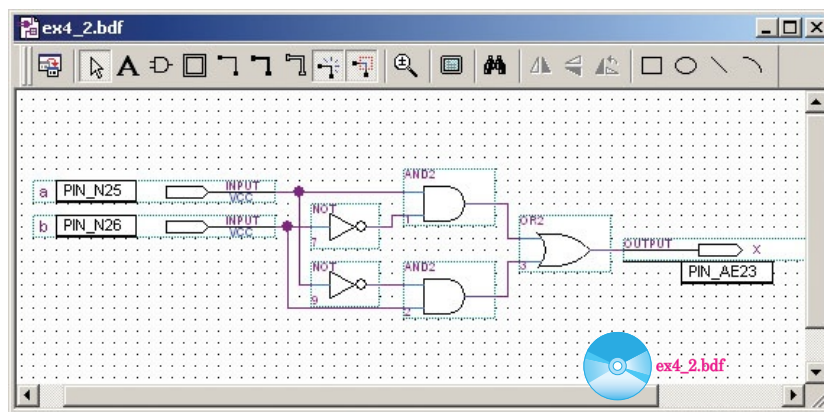 ex4_2.bdf
A
AND2
a PIN_N25 INPUT
VCC
1
b PIN_N26 INPUT
VCC
NOT
7
OR2
3
OUTPUT X
PIN_AE23
NOT
9
AND2
2
ex4_2.bdf